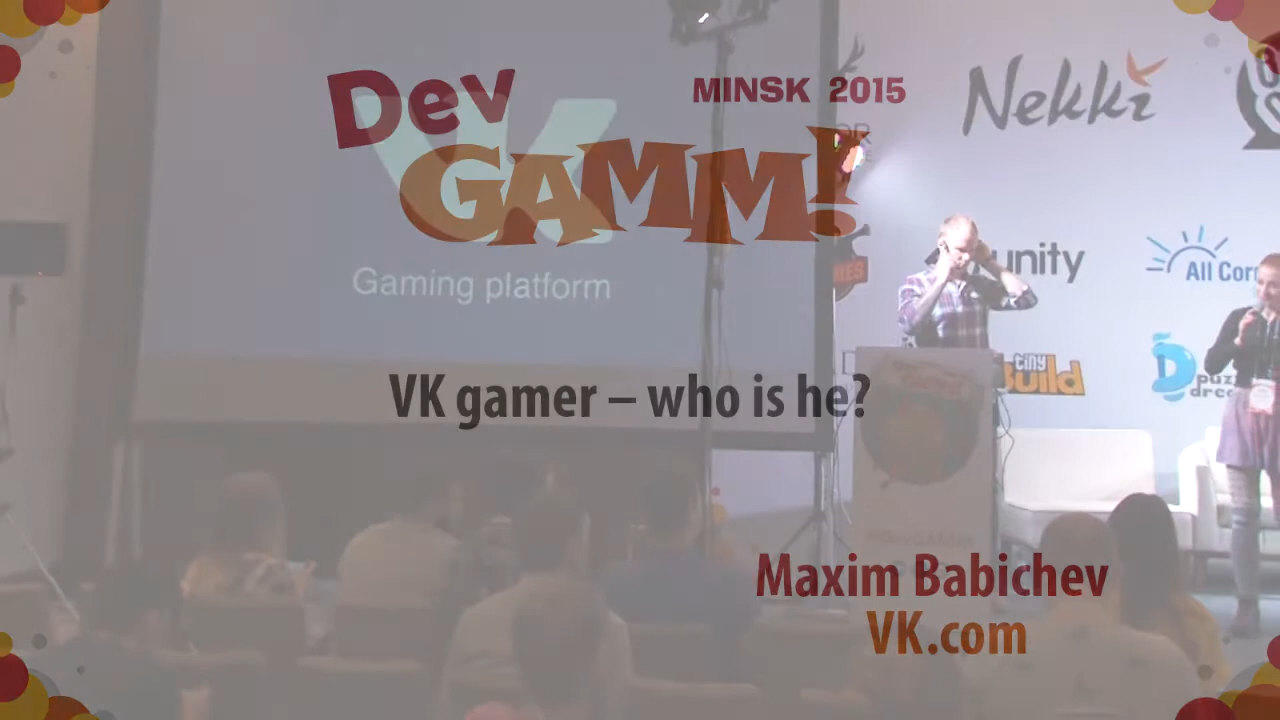 Dev
GAMM!
MINSK 2015
Nekki
Gaming platform
unity
All Cor
VK gamer – who is he?
tiny
Build
Maxim Babichev
VK.com